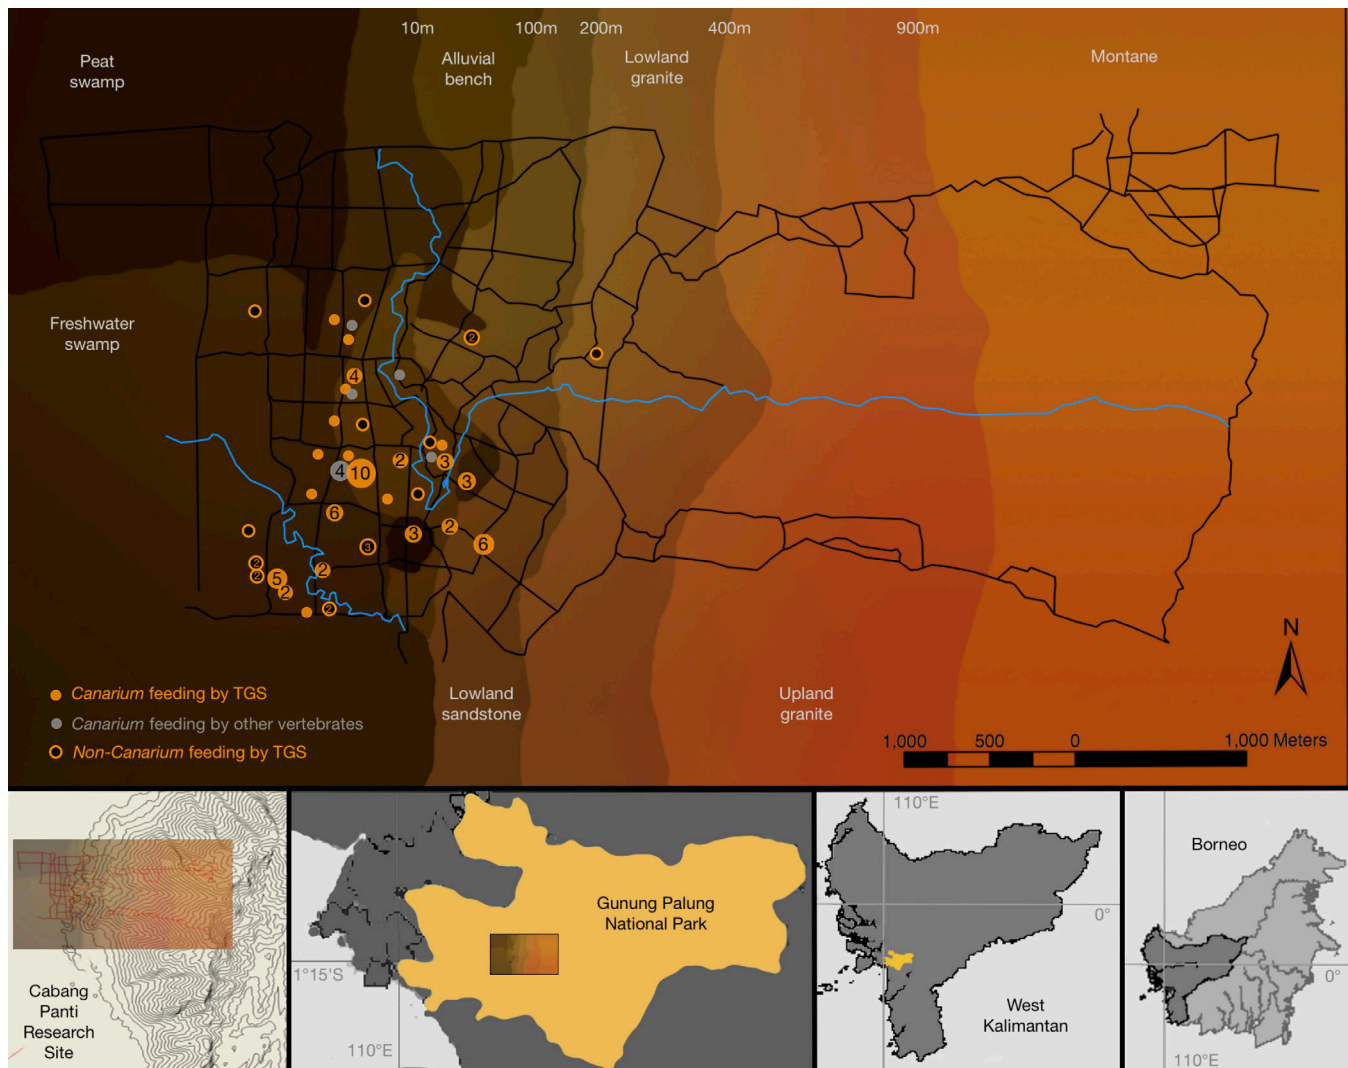 10m
100m
200m
400m
900m
Peat
swamp
Alluvial
bench
Lowland
granite
Montane
Freshwater
swamp
2
4
4
10
2
3
3
6
3
2
6
3
2
2
5
2
2
2
Lowland
sandstone
Upland
granite
N
Canarium feeding by TGS
Canarium feeding by other vertebrates
Non-Canarium feeding by TGS
1,000
500
0
1,000 Meters
Cabang
Panti
Research
Site
Gunung Palung
National Park
1°15'S
110°E
110°E
0°
West
Kalimantan
Borneo
0°
110°E